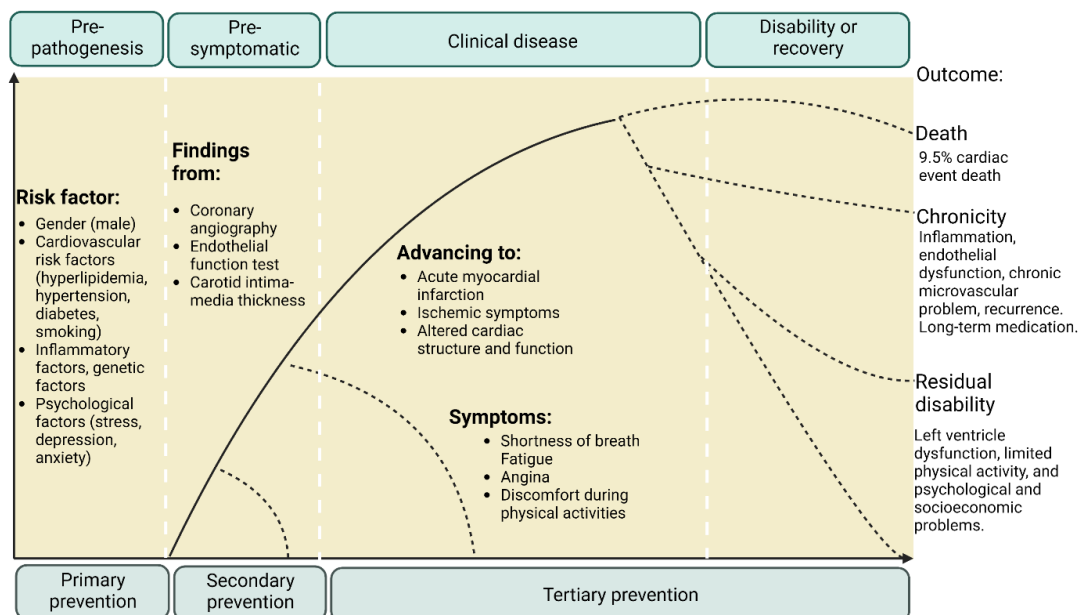 Pre-
pathogenesis
Pre-
symptomatic
Clinical disease
Disability or
recovery
Outcome:
Risk factor:
Gender (male)
Cardiovascular
risk factors
(hyperlipidemia,
hypertension,
diabetes,
smoking)
Inflammatory
factors, genetic
factors
Psychological
factors (stress,
depression,
anxiety)
Findings
from:
Coronary
angiography
Endothelial
function test
Carotid intima-
media thickness
Advancing to:
Acute myocardial
infarction
Ischemic symptoms
Altered cardiac
structure and function
Symptoms:
Shortness of breath
Fatigue
Angina
Discomfort during
physical activities
Death
9.5% cardiac
event death
Chronicity
Inflammation,
endothelial
dysfunction, chronic
microvascular
problem, recurrence.
Long-term medication.
Residual
disability
Left ventricle
dysfunction, limited
physical activity, and
psychological and
socioeconomic
problems.
Primary
prevention
Secondary
prevention
Tertiary prevention